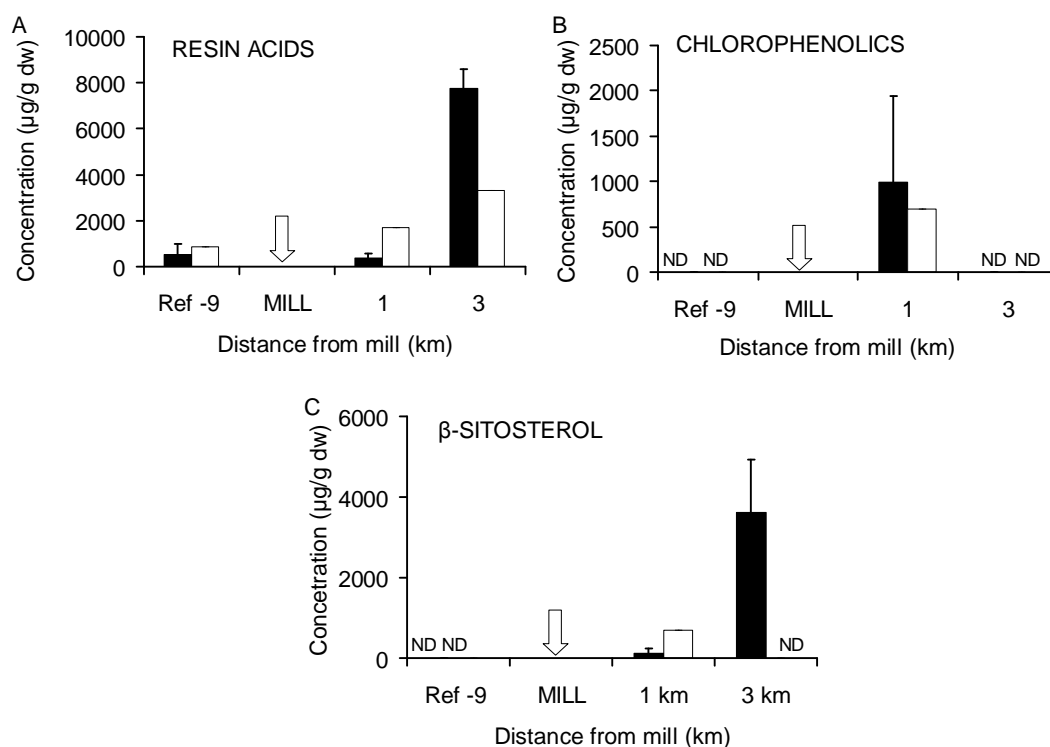 A
RESIN ACIDS
Concentration (µg/g dw)
10000
8000
6000
4000
2000
0
Ref -9 MILL 1 3
Distance from mill (km)
B
CHLOROPHENOLICS
Concentration (µg/g dw)
2500
2000
1500
1000
500
0
ND ND ND ND
Ref -9 MILL 1 3
Distance from mill (km)
C
β-SITOSTEROL
Concetration (µg/g dw)
6000
4000
2000
0
ND ND ND
Ref -9 MILL 1 km 3 km
Distance from mill (km)